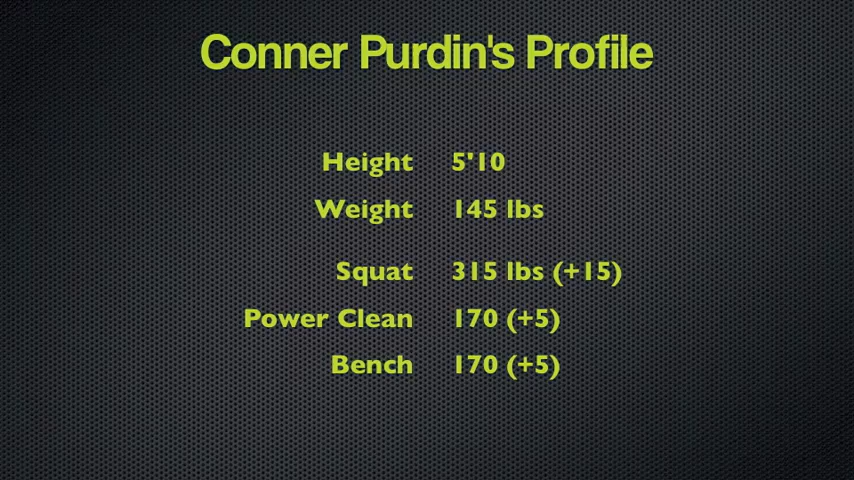 Conner Purdin's Profile
Height 5'10
Weight 145 lbs
Squat 315 lbs (+15)
Power Clean 170 (+5)
Bench 170 (+5)